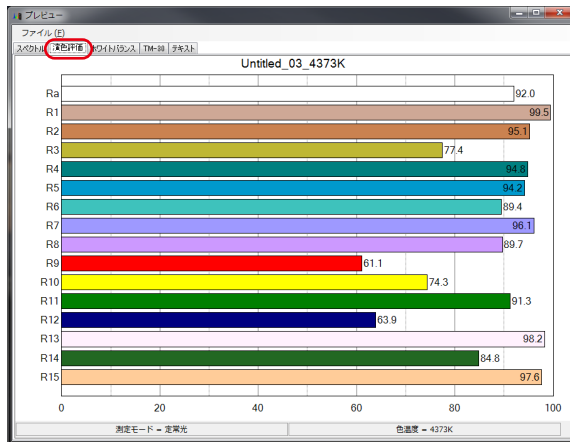 プレビュー
ファイル (F)
スペクトル 演色評価 ホワイトバランス TM-30 テキスト
Untitled_03_4373K
Ra 92.0
R1 99.5
R2 95.1
R3 77.4
R4 94.8
R5 94.2
R6 89.4
R7 96.1
R8 89.7
R9 61.1
R10 74.3
R11 91.3
R12 63.9
R13 98.2
R14 84.8
R15 97.6
0 20 40 60 80 100
測定モード = 定常光 色温度 = 4373K